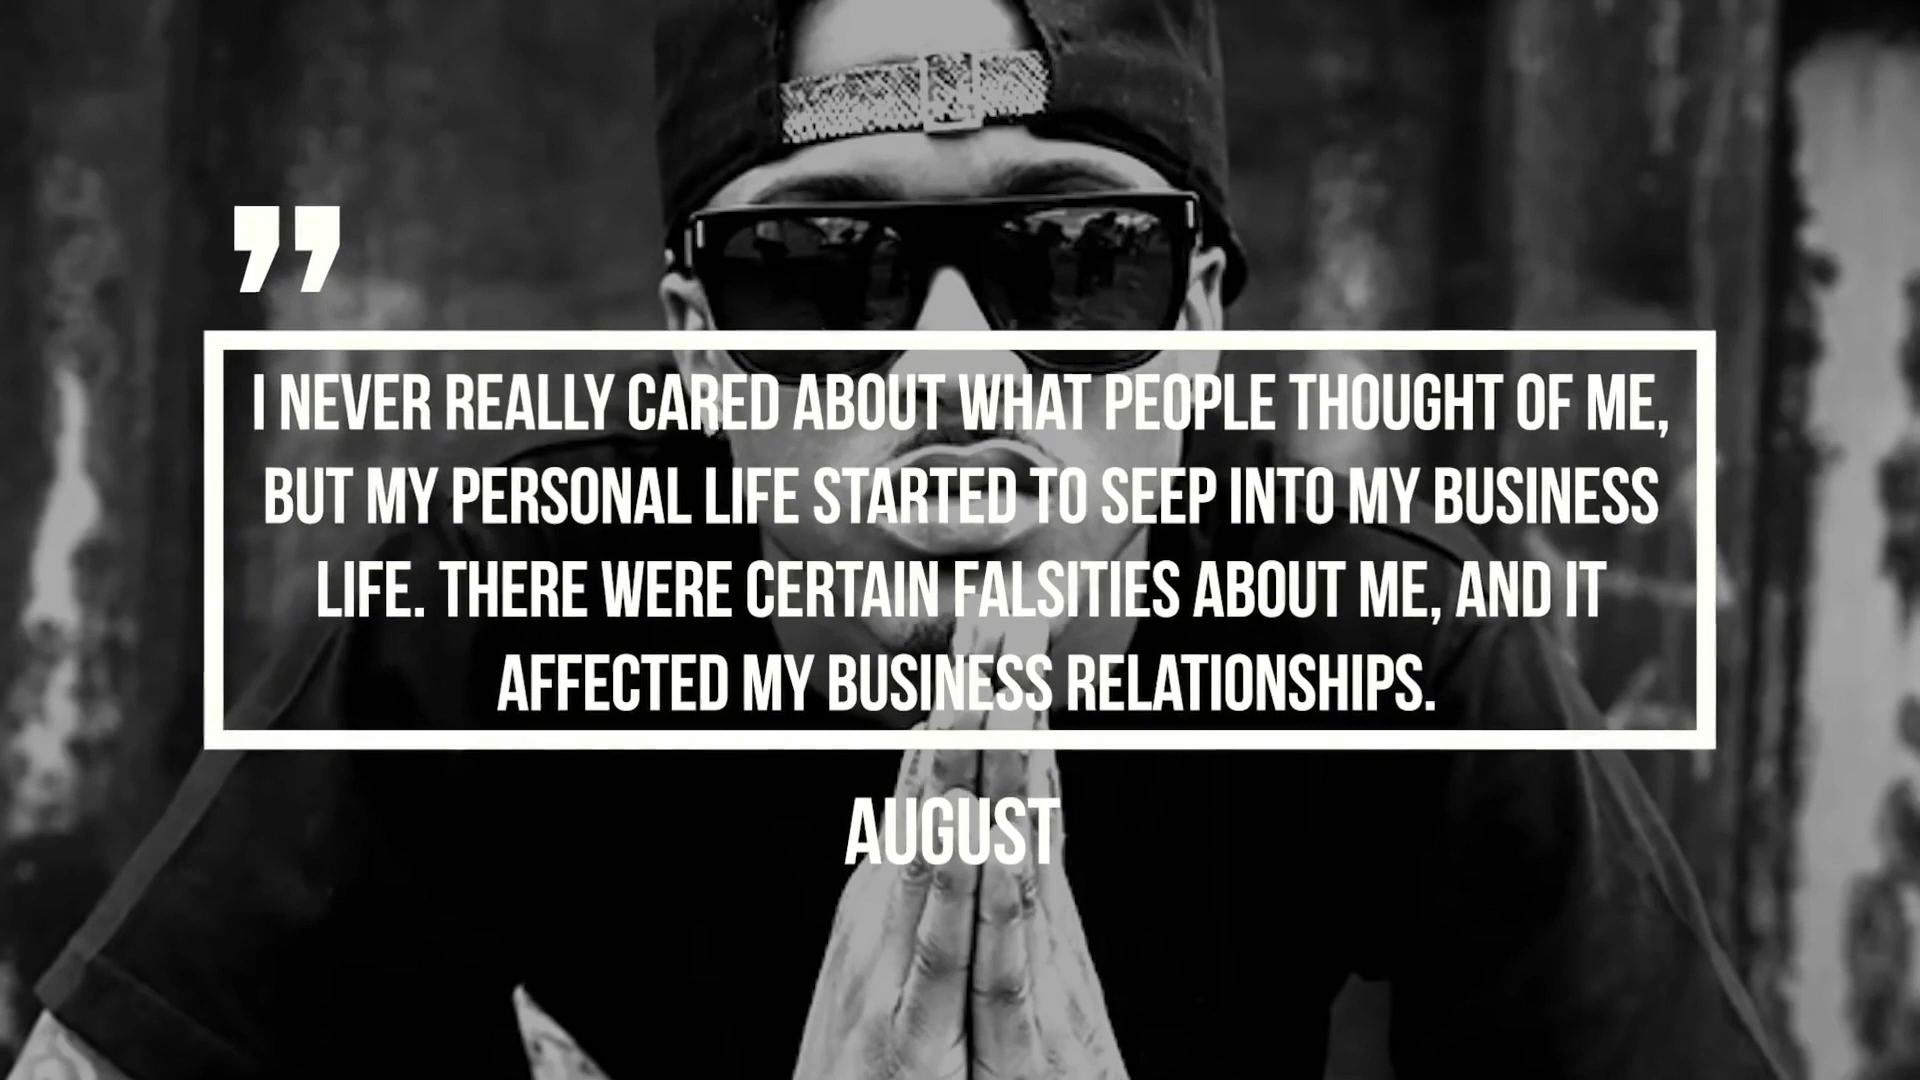 ”
I NEVER REALLY CARED ABOUT WHAT PEOPLE THOUGHT OF ME,
BUT MY PERSONAL LIFE STARTED TO SEEP INTO MY BUSINESS
LIFE. THERE WERE CERTAIN FALSITIES ABOUT ME, AND IT
AFFECTED MY BUSINESS RELATIONSHIPS.
AUGUST